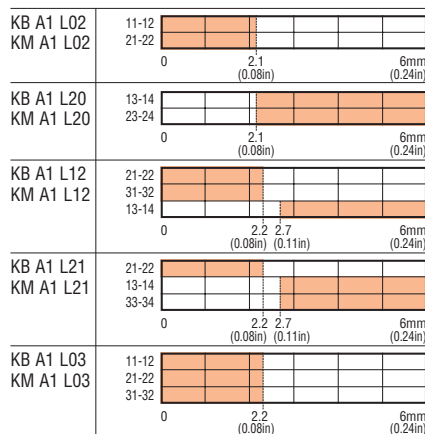 KB A1 L02 11-12
KM A1 L02 21-22
0 2.1 6mm
(0.08in) (0.24in)
KB A1 L20 13-14
KM A1 L20 23-24
0 2.1 6mm
(0.08in) (0.24in)
KB A1 L12 21-22
KM A1 L12 31-32
13-14
0 2.2 2.7 6mm
(0.08in) (0.11in) (0.24in)
KB A1 L21 21-22
KM A1 L21 13-14
33-34
0 2.2 2.7 6mm
(0.08in) (0.11in) (0.24in)
KB A1 L03 11-12
KM A1 L03 21-22
31-32
0 2.2 6mm
(0.08in) (0.24in)